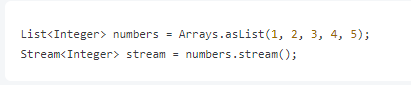 List<Integer> numbers = Arrays.asList(1, 2, 3, 4, 5);
Stream<Integer> stream = numbers.stream();